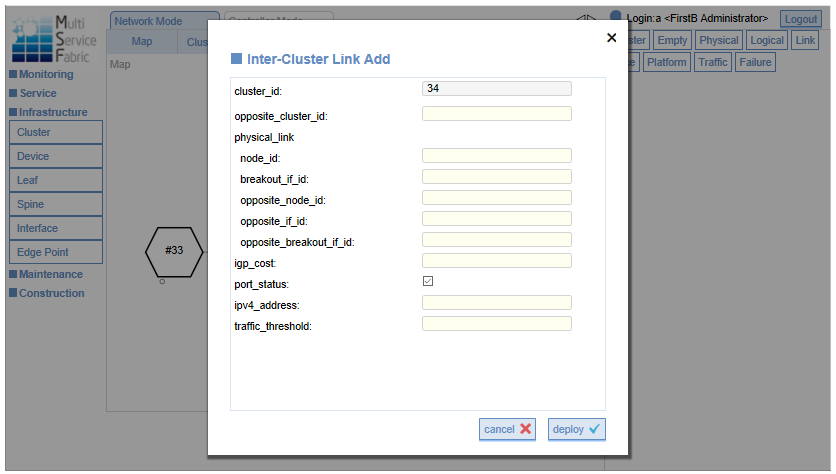 Multi
Service
Fabric
Network Mode
Controller Mode
Login:a <FirstB Administrator>
Logout
Map
Clus
ster
Empty
Physical
Logical
Link
Platform
Traffic
Failure
Map
Monitoring
Service
Infrastructure
Cluster
Device
Leaf
Spine
Interface
Edge Point
Maintenance
Construction
#33
Inter-Cluster Link Add
cluster_id:
34
opposite_cluster_id:
physical_link
node_id:
breakout_if_id:
opposite_node_id:
opposite_if_id:
opposite_breakout_if_id:
igp_cost:
port_status:
ipv4_address:
traffic_threshold:
cancel
deploy